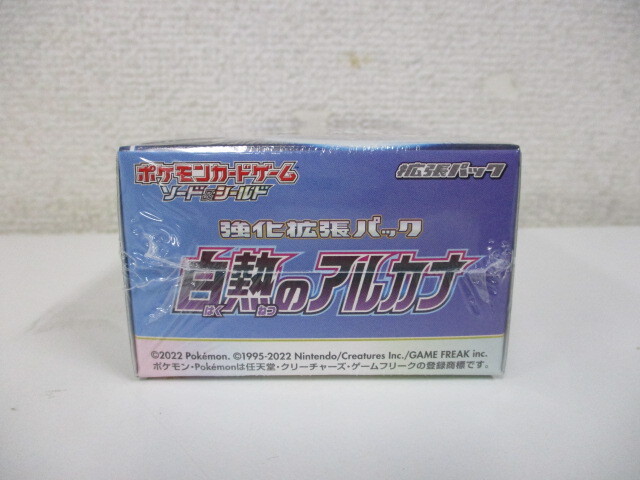 ポケモンカードゲーム 拡張パック
ソード&シールド
強化拡張パック
白熱のアルカナ
はく ねつ
©2022 Pokémon. ©1995-2022 Nintendo/Creatures Inc./GAME FREAK inc.
ポケモン・Pokémonは任天堂・クリーチャーズ・ゲームフリークの登録商標です。